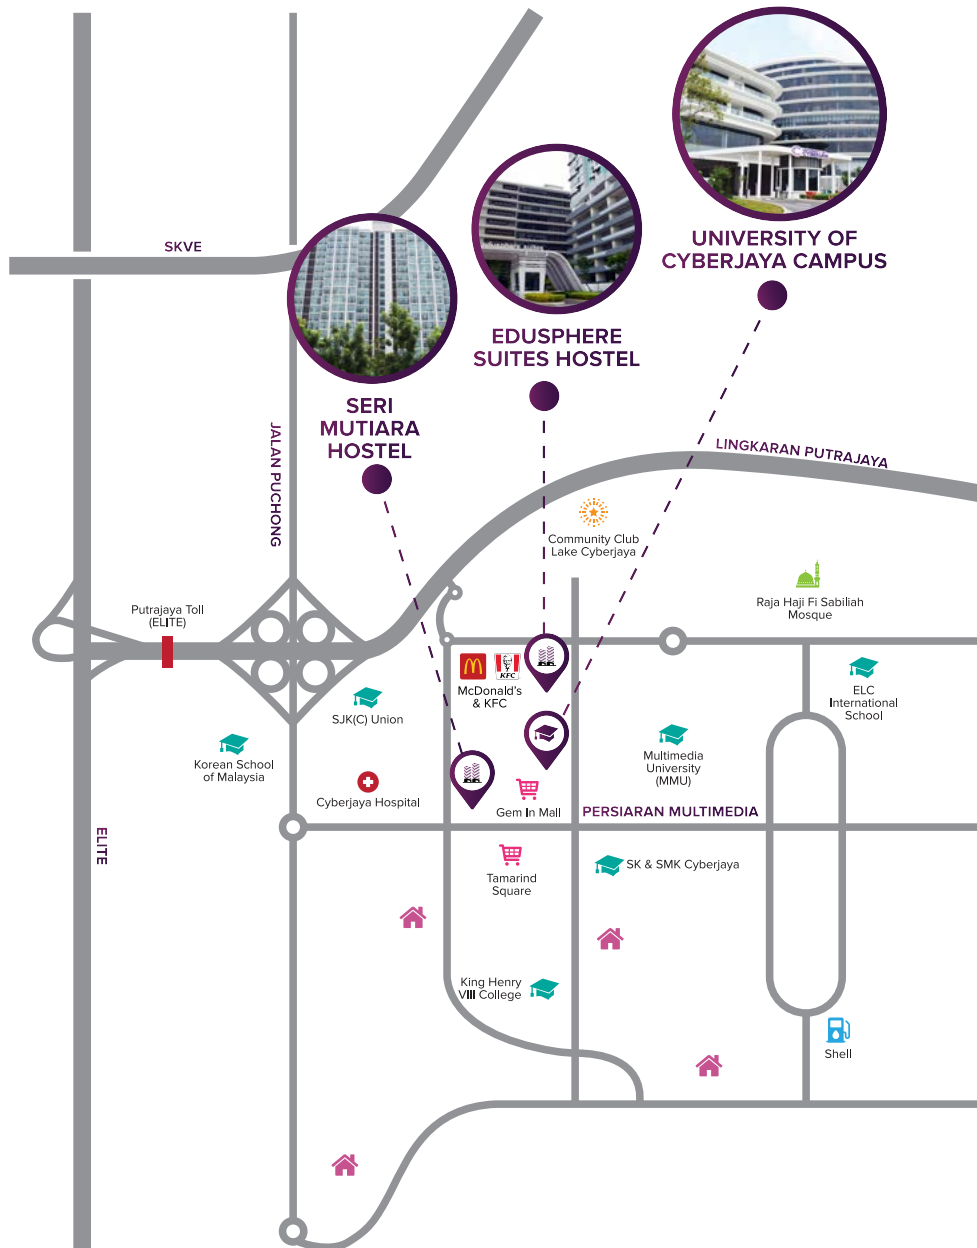 UNIVERSITY OF
CYBERJAYA CAMPUS
SKVE
edusphere suites
EDUSPHERE
SUITES HOSTEL
SERI
MUTIARA
HOSTEL
JALAN PUCHONG
LINGKARAN PUTRAJAYA
Community Club
Lake Cyberjaya
Putrajaya Toll
(ELITE)
Raja Haji Fi Sabiliah
Mosque
KFC
McDonald's
& KFC
ELC
International
School
SJK(C) Union
Korean School
of Malaysia
Multimedia
University
(MMU)
Cyberjaya Hospital
Gem In Mall
PERSIARAN MULTIMEDIA
ELITE
Tamarind
Square
SK & SMK Cyberjaya
King Henry
VIII College
Shell